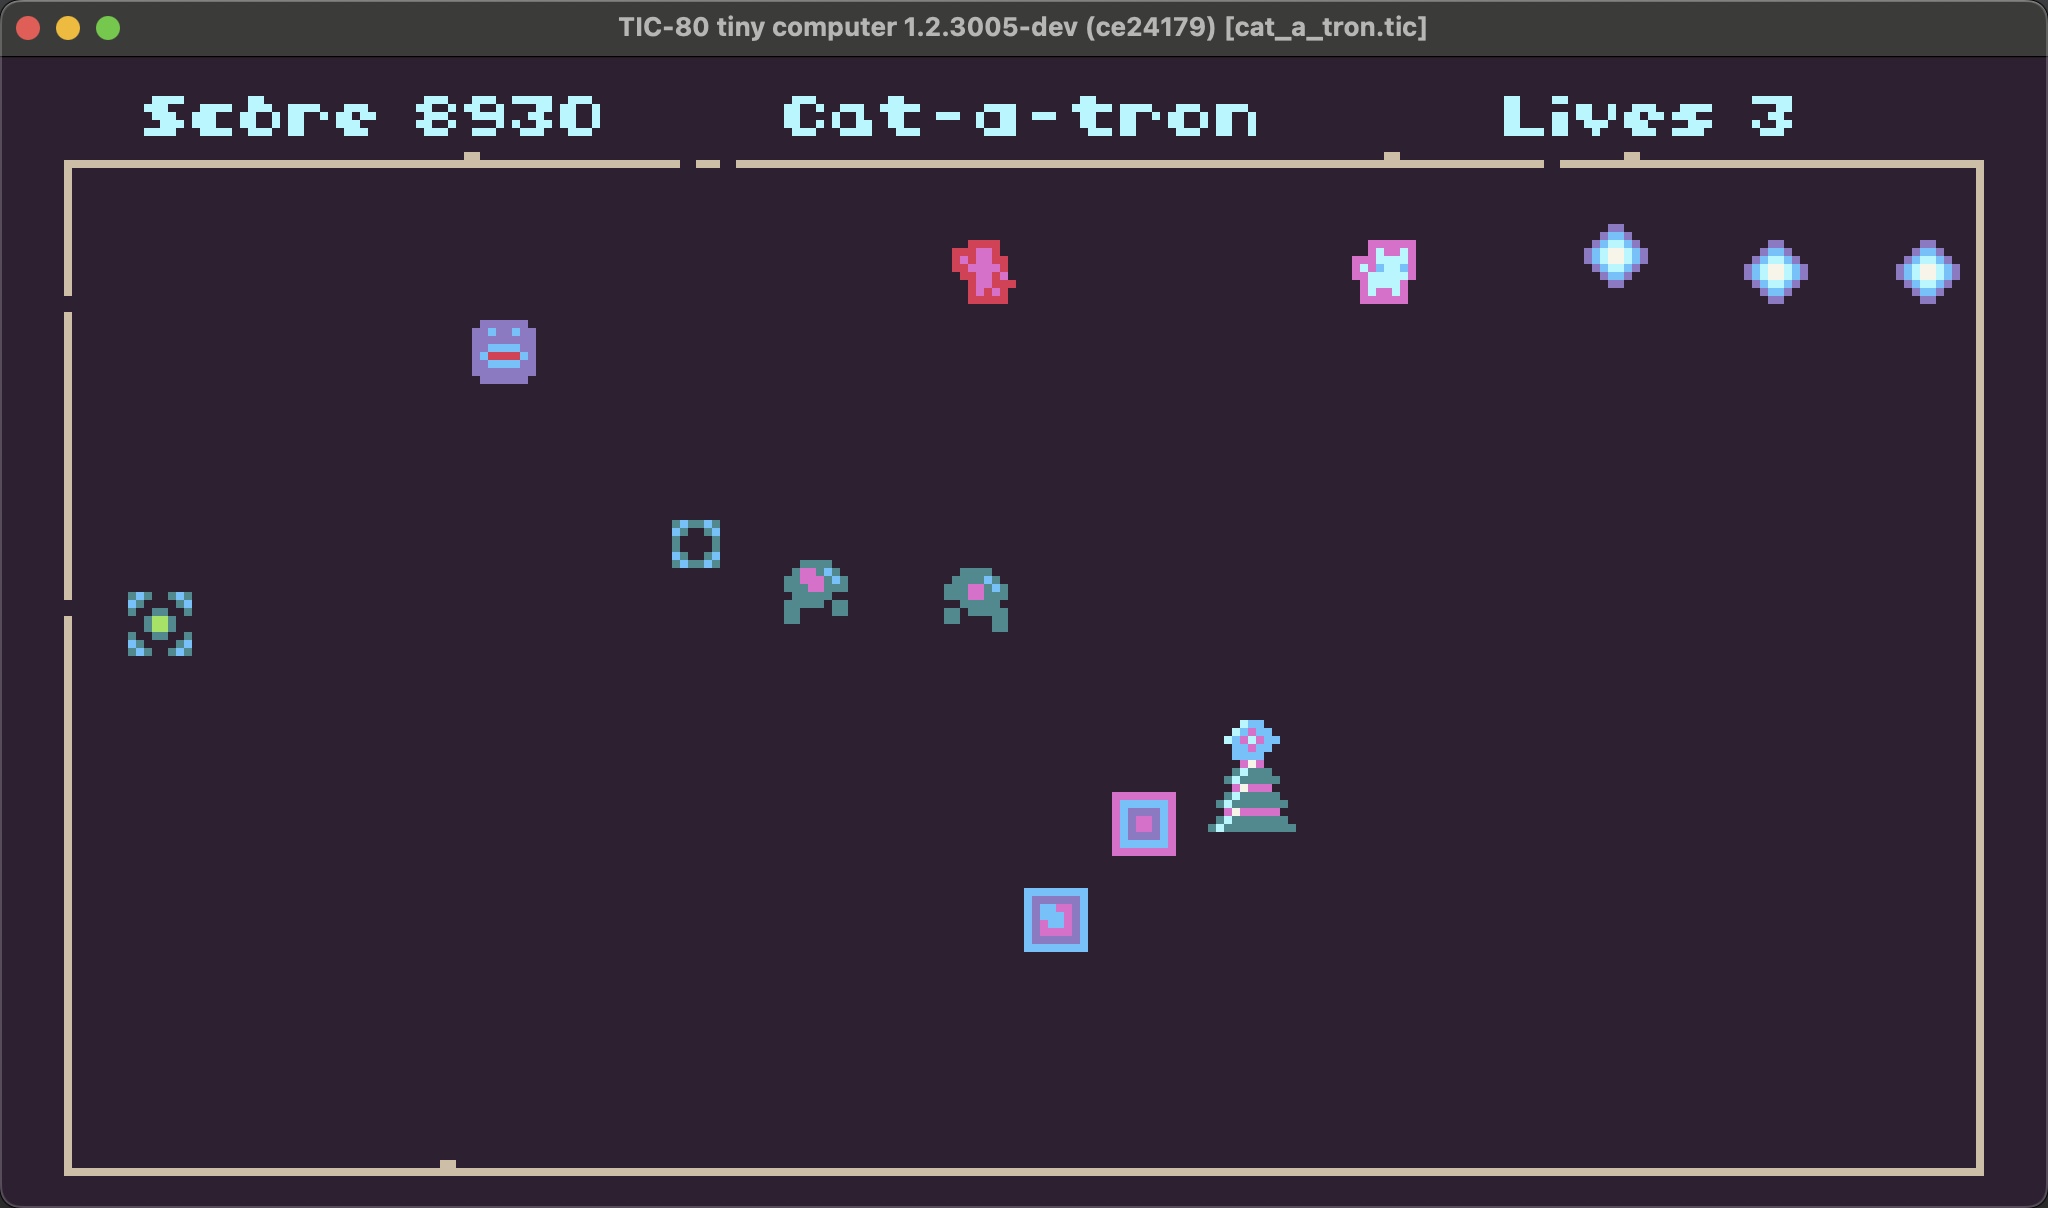 TIC-80 tiny computer 1.2.3005-dev (ce24179) [cat_a_tron.tic]
Score 8930 Cat-a-tron Lives 3